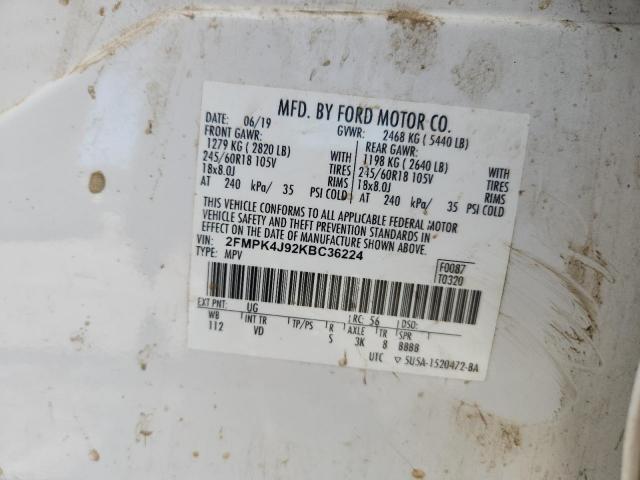 MFD. BY FORD MOTOR CO.
DATE: 06/19 GVWR: 2468 KG ( 5440 LB)
FRONT GAWR: REAR GAWR:
1279 KG ( 2820 LB) WITH 1198 KG ( 2640 LB) WITH
245/60R18 105V TIRES 245/60R18 105V TIRES
18x8.0J RIMS 18x8.0J RIMS
AT 240 kPa/ 35 PSI COLD AT 240 kPa/ 35 PSI COLD
THIS VEHICLE CONFORMS TO ALL APPLICABLE FEDERAL MOTOR
VEHICLE SAFETY AND THEFT PREVENTION STANDARDS IN
EFFECT ON THE DATE OF MANUFACTURE SHOWN ABOVE.
VIN: 2FMPK4J92KBC36224
TYPE: MPV
F0087
T0320
EXT PNT: UG RC: 56 DSO:
WB INT TR TP/PS R AXLE TR SPR
112 VD S 3K 8 BBBB
UTC ▽ 5U5A-1520472-BA